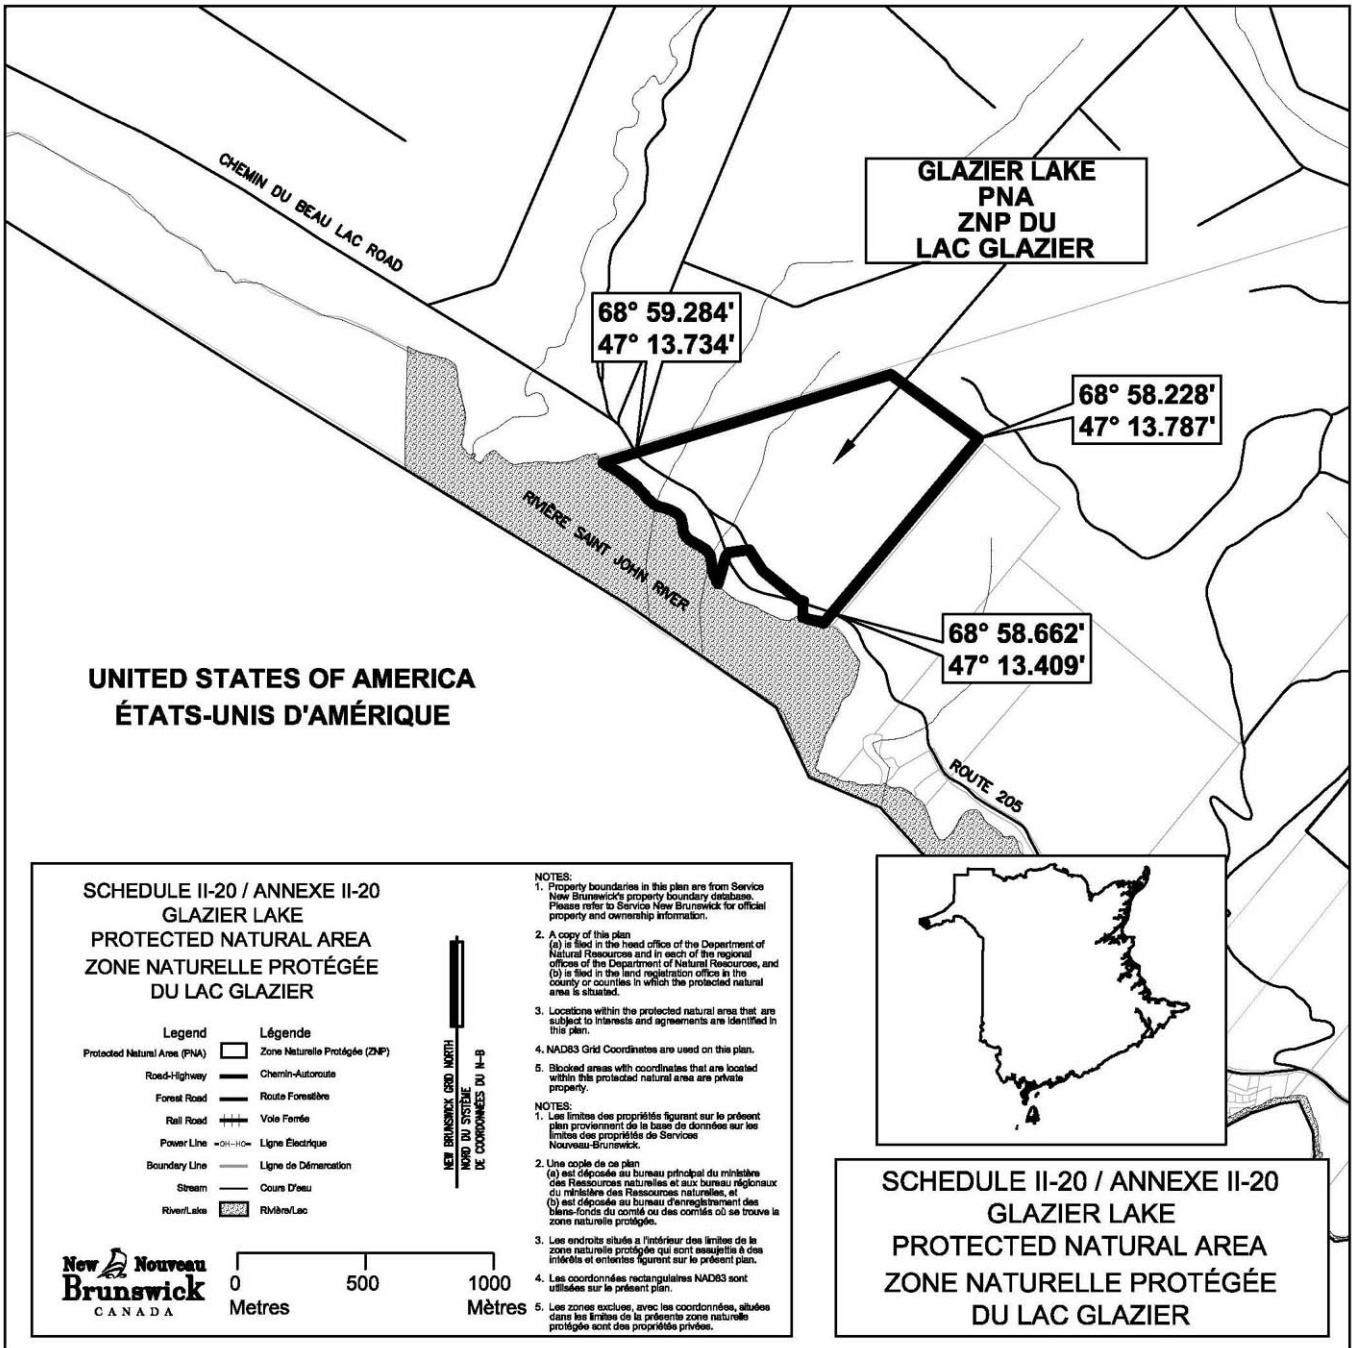 CHEMIN DU BEAU LAC ROAD
GLAZIER LAKE
PNA
ZNP DU
LAC GLAZIER
68° 59.284'
47° 13.734'
68° 58.228'
47° 13.787'
RIVIÈRE SAINT JOHN RIVER
68° 58.662'
47° 13.409'
UNITED STATES OF AMERICA
ÉTATS-UNIS D'AMÉRIQUE
ROUTE 205
SCHEDULE II-20 / ANNEXE II-20
GLAZIER LAKE
PROTECTED NATURAL AREA
ZONE NATURELLE PROTÉGÉE
DU LAC GLAZIER
Legend Légende
Protected Natural Area (PNA) Zone Naturelle Protégée (ZNP)
Road-Highway Chemin-Autoroute
Forest Road Route Forestière
Rail Road Voie Ferrée
Power Line OH-HO Ligne Électrique
Boundary Line Ligne de Démarcation
Stream Cours D'eau
River/Lake Rivière/Lac
NEW BRUNSWICK GRID NORTH
NORD DU SYSTÈME
DE COORDONNÉES DU N-B
New Nouveau
Brunswick
CANADA
0 500 1000
Metres Mètres
NOTES:
1. Property boundaries in this plan are from Service
New Brunswick's property boundary database.
Please refer to Service New Brunswick for official
property and ownership information.
2. A copy of this plan
(a) is filed in the head office of the Department of
Natural Resources and in each of the regional
offices of the Department of Natural Resources, and
(b) is filed in the land registration office in the
county or counties in which the protected natural
area is situated.
3. Locations within the protected natural area that are
subject to interests and agreements are identified in
this plan.
4. NAD83 Grid Coordinates are used on this plan.
5. Blocked areas with coordinates that are located
within this protected natural area are private
property.
NOTES:
1. Les limites des propriétés figurant sur le présent
plan proviennent de la base de données sur les
limites des propriétés de Services
Nouveau-Brunswick.
2. Une copie de ce plan
(a) est déposée au bureau principal du ministère
des Ressources naturelles et aux bureau régionaux
du ministère des Ressources naturelles, et
(b) est déposée au bureau d'enregistrement des
biens-fonds du comté ou des comtés où se trouve la
zone naturelle protégée.
3. Les endroits situés a l'intérieur des limites de la
zone naturelle protégée qui sont assujettis à des
intérêts et ententes figurent sur le présent plan.
4. Les coordonnées rectangulaires NAD83 sont
utilisées sur le présent plan.
5. Les zones exclues, avec les coordonnées, situées
dans les limites de la présente zone naturelle
protégée sont des propriétés privées.
SCHEDULE II-20 / ANNEXE II-20
GLAZIER LAKE
PROTECTED NATURAL AREA
ZONE NATURELLE PROTÉGÉE
DU LAC GLAZIER